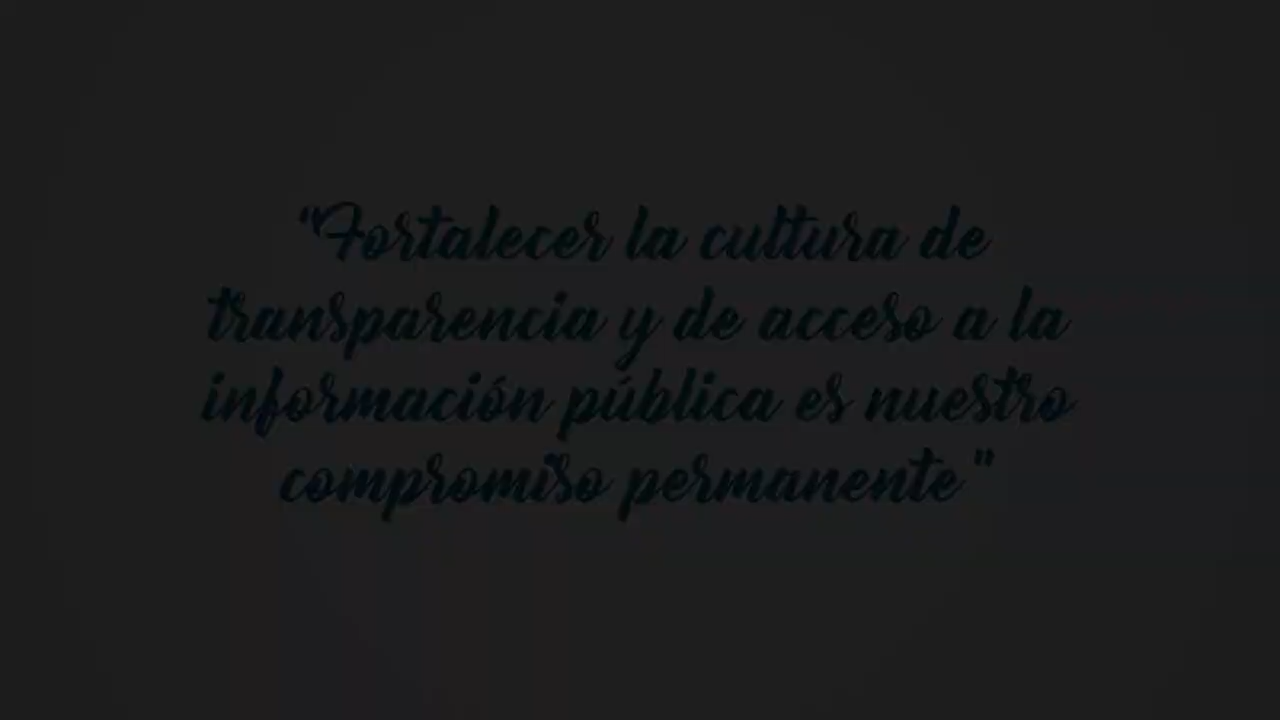 "Fortalecer la cultura de
transparencia y de acceso a la
información pública es nuestro
compromiso permanente"